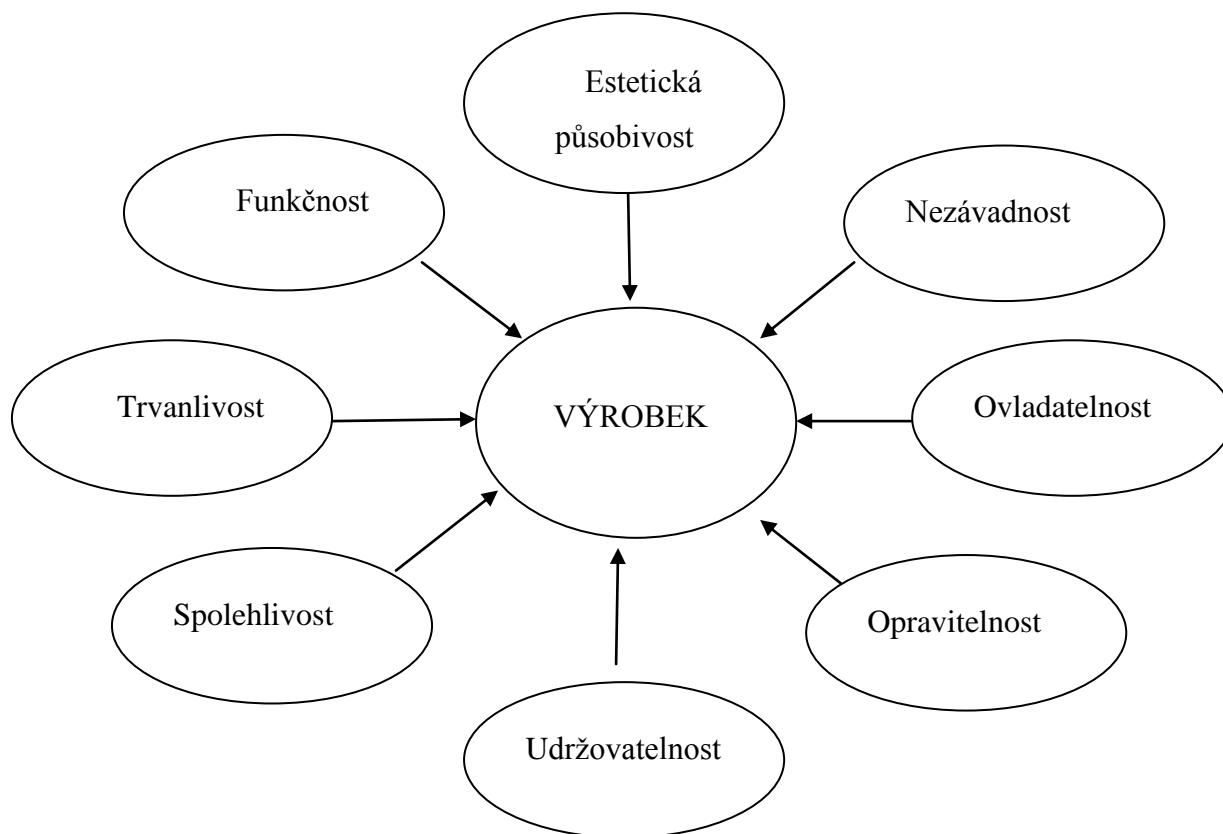 Estetická
působivost
Funkčnost
Nezávadnost
Trvanlivost
VÝROBEK
Ovladatelnost
Spolehlivost
Opravitelnost
Udržovatelnost